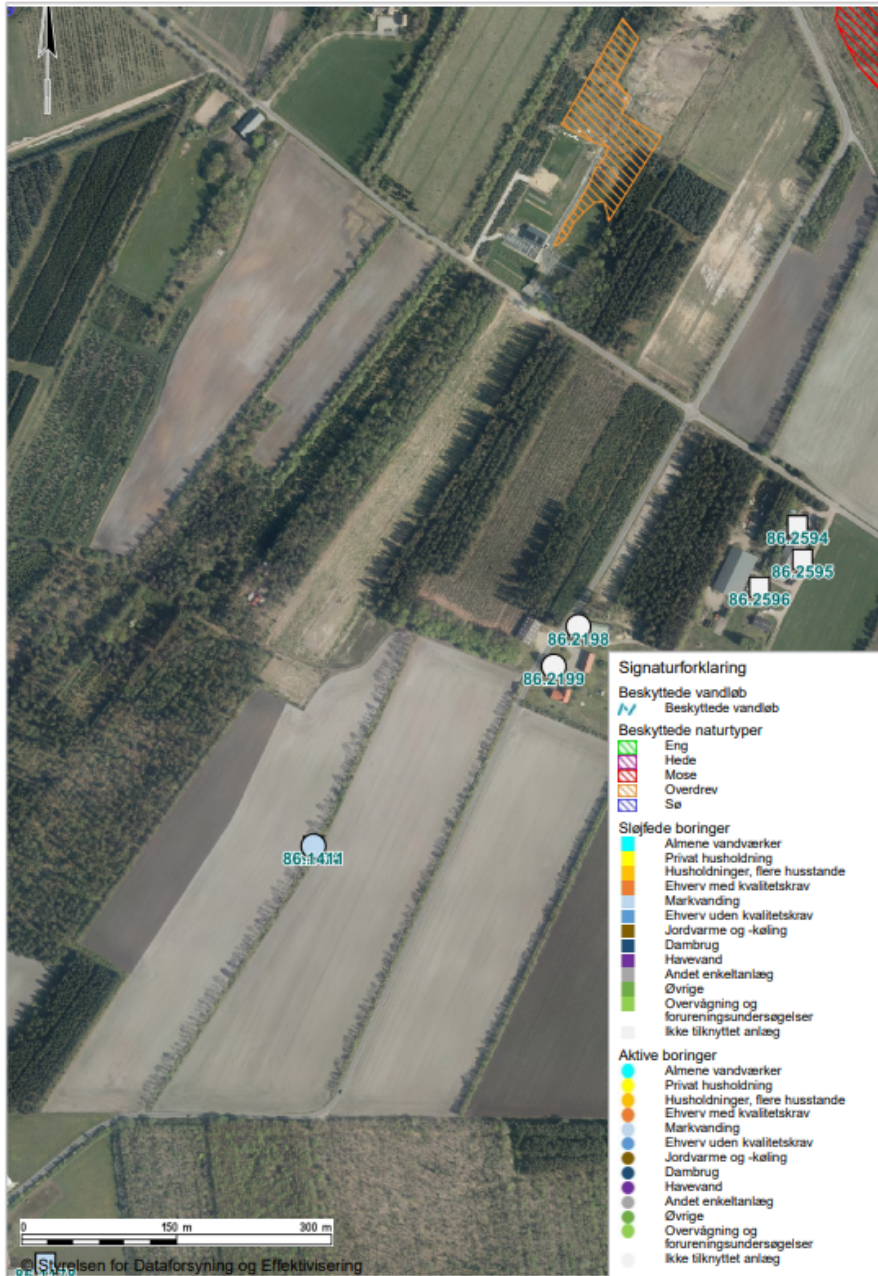 86.2594
86.2595
86.2596
86.2198
86.2199
86.1411
Signaturforklaring
Beskyttede vandløb
Beskyttede vandløb
Beskyttede naturtyper
Eng
Hede
Mose
Overdrev
Sø
Sløjfede boringer
Almene vandværker
Privat husholdning
Husholdninger, flere husstande
Ehverv med kvalitetskrav
Markvanding
Ehverv uden kvalitetskrav
Jordvarme og -køling
Dambrug
Havevand
Andet enkeltanlæg
Øvrige
Overvågning og
forureningsundersøgelser
Ikke tilknyttet anlæg
Aktive boringer
Almene vandværker
Privat husholdning
Husholdninger, flere husstande
Ehverv med kvalitetskrav
Markvanding
Ehverv uden kvalitetskrav
Jordvarme og -køling
Dambrug
Havevand
Andet enkeltanlæg
Øvrige
Overvågning og
forureningsundersøgelser
Ikke tilknyttet anlæg
0 150 m 300 m
© Styrelsen for Dataforsyning og Effektivisering